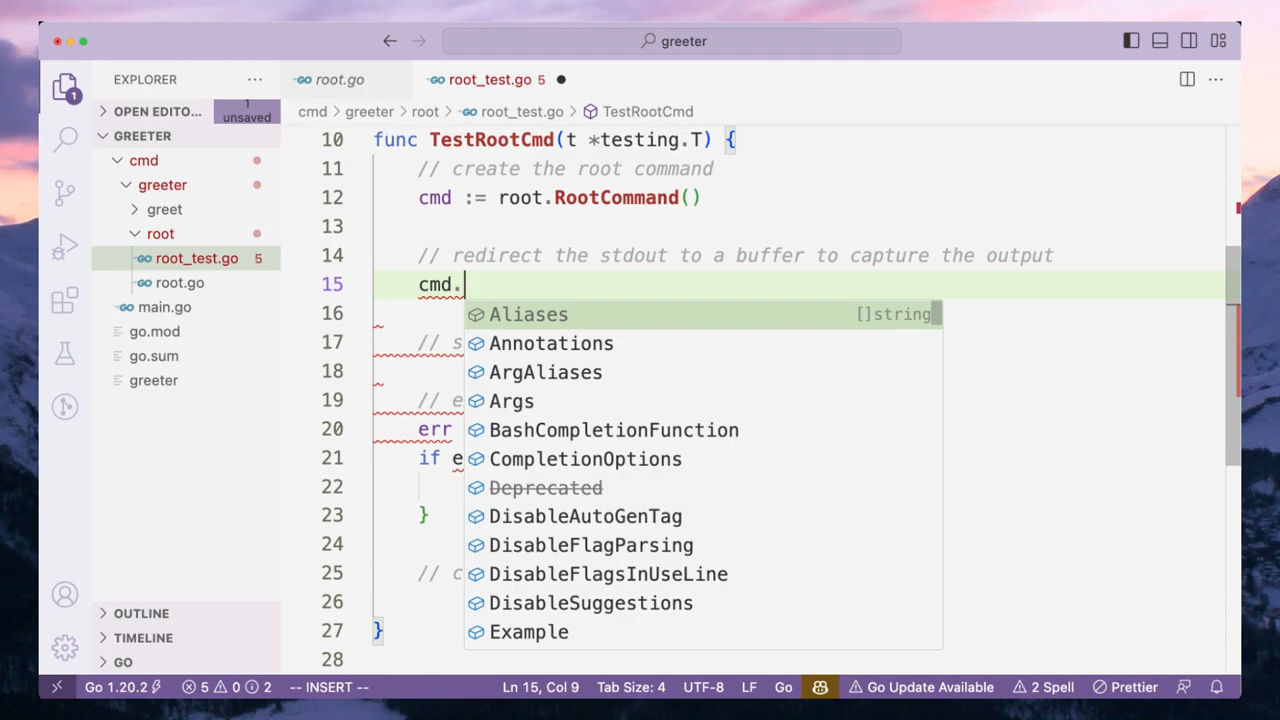 greeter
EXPLORER
root.go
root_test.go 5
OPEN EDITO...
1 unsaved
cmd > greeter > root > root_test.go > TestRootCmd
GREETER
cmd
greeter
greet
root
root_test.go 5
root.go
main.go
go.mod
go.sum
greeter
OUTLINE
TIMELINE
GO
10 func TestRootCmd(t *testing.T) {
11 // create the root command
12 cmd := root.RootCommand()
13
14 // redirect the stdout to a buffer to capture the output
15 cmd.
16
17 // s
18
19 // e
20 err
21 if e
22
23 }
24
25 // c
26
27 }
28
Aliases []string
Annotations
ArgAliases
Args
BashCompletionFunction
CompletionOptions
Deprecated
DisableAutoGenTag
DisableFlagParsing
DisableFlagsInUseLine
DisableSuggestions
Example
1
Go 1.20.2 5 0 2 -- INSERT -- Ln 15, Col 9 Tab Size: 4 UTF-8 LF Go Go Update Available 2 Spell Prettier